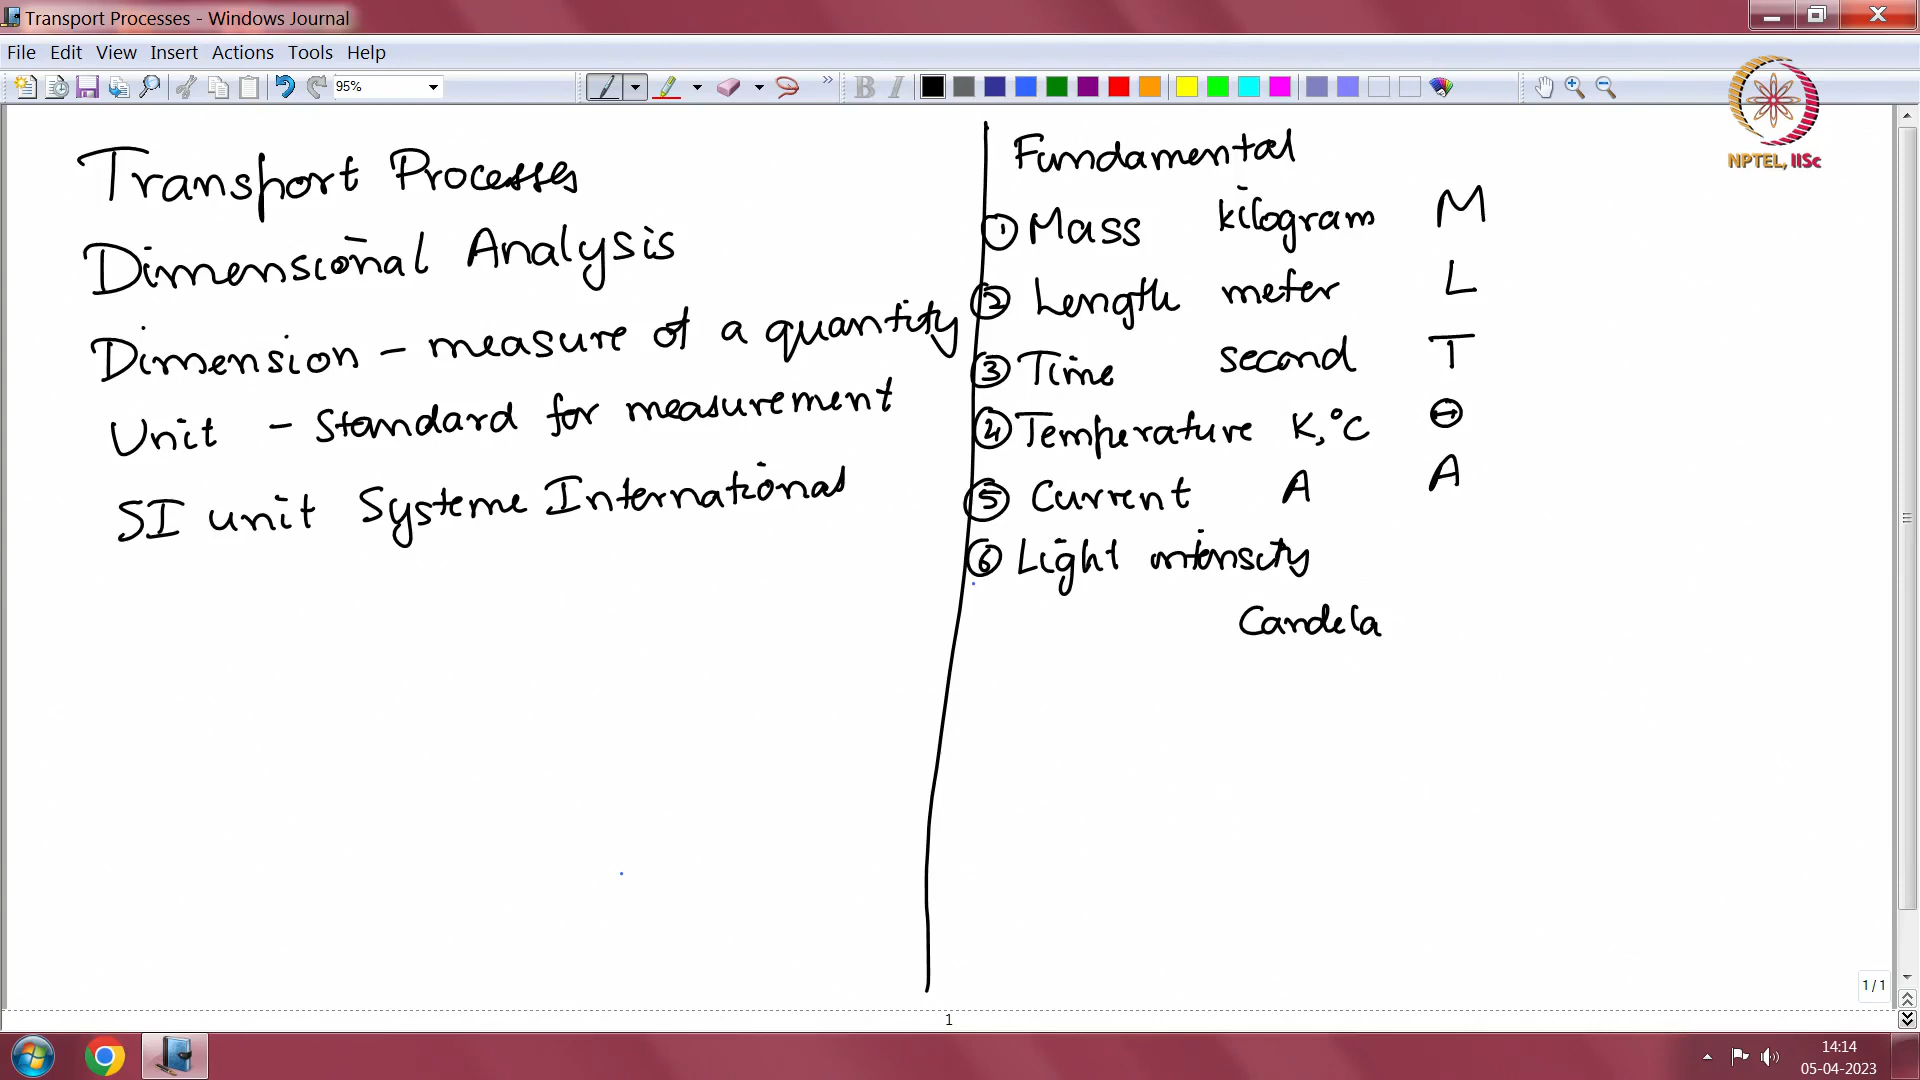 Transport Processes - Windows Journal
File Edit View Insert Actions Tools Help
95%
B I
NPTEL, IISc
Transport Processes
Dimensional Analysis
Dimension - measure of a quantity
Unit - Standard for measurement
SI unit Systeme International
Fundamental
① Mass kilogram M
② Length meter L
③ Time second T
④ Temperature K, °C Θ
⑤ Current A A
⑥ Light intensity
Candela
1 / 1
1
14:14
05-04-2023